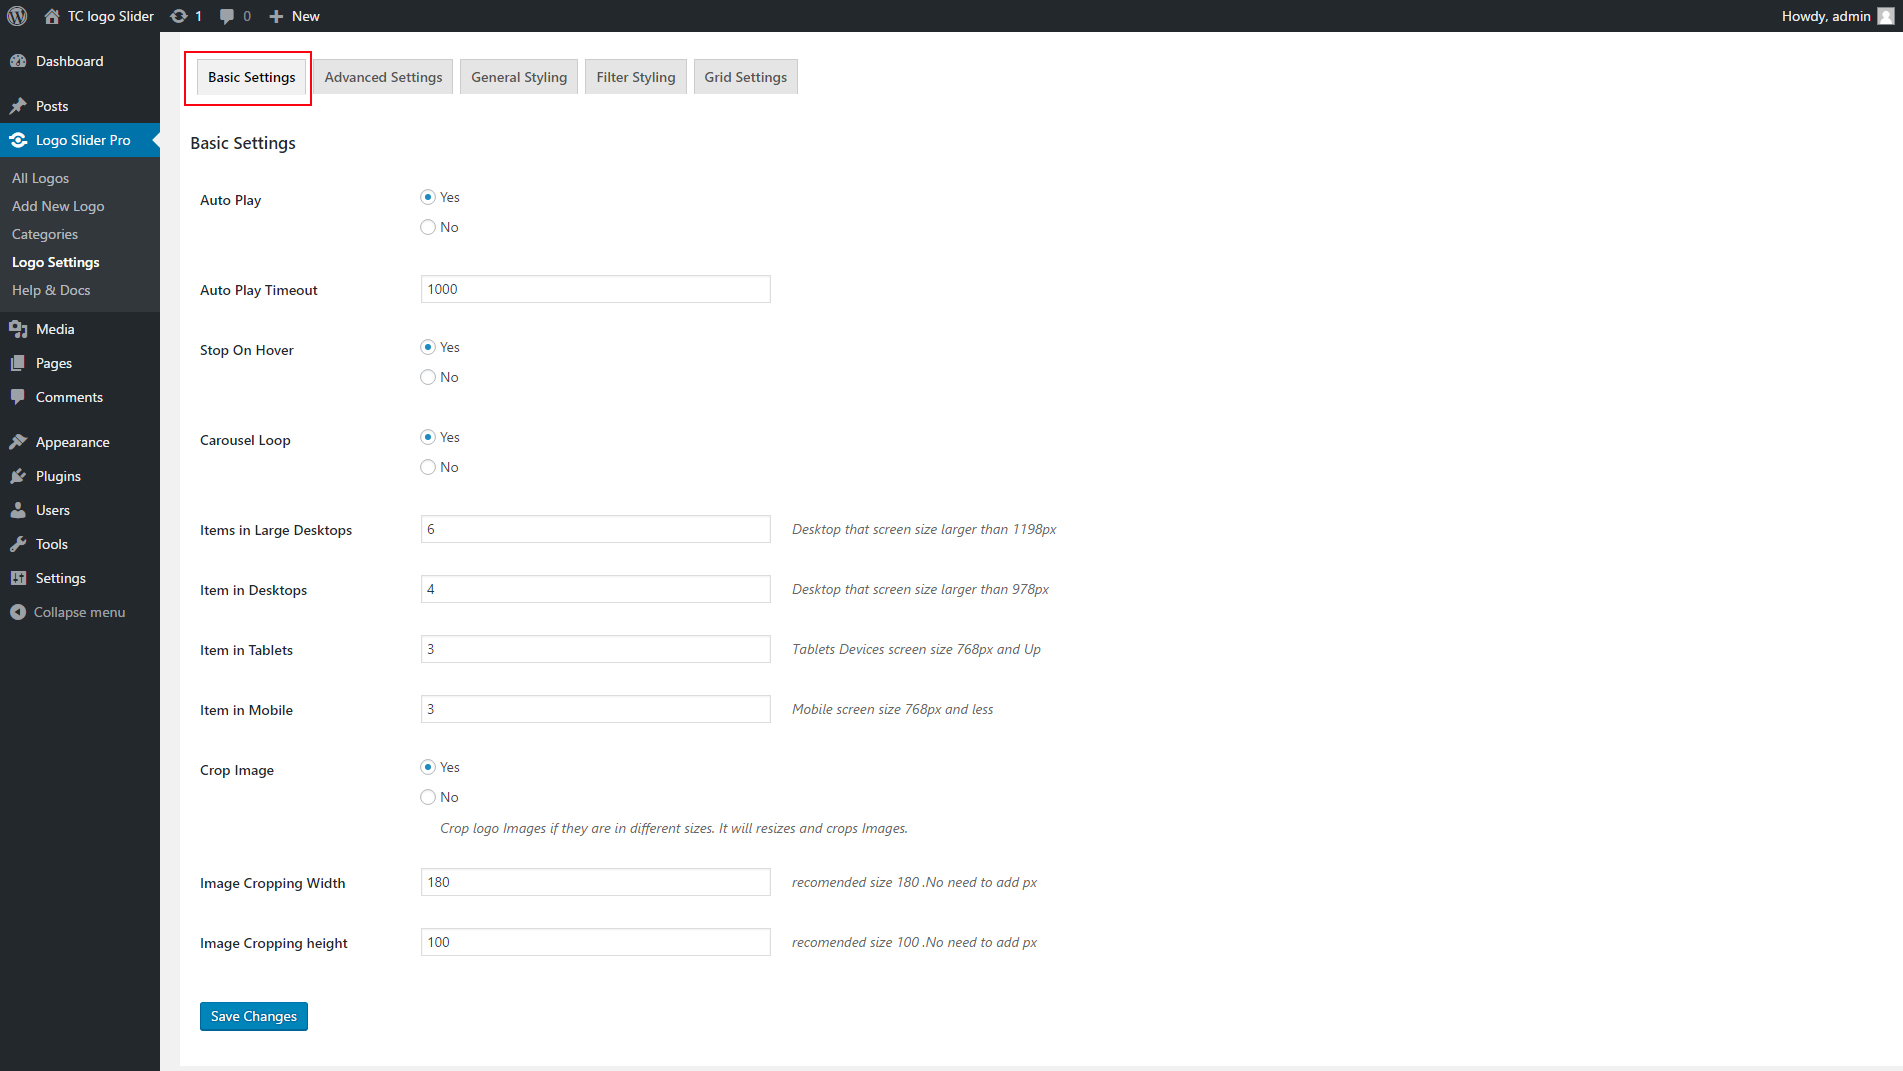 TC logo Slider 1 0 New Howdy, admin
Dashboard
Posts
Logo Slider Pro
All Logos
Add New Logo
Categories
Logo Settings
Help & Docs
Media
Pages
Comments
Appearance
Plugins
Users
Tools
Settings
Collapse menu
Basic Settings Advanced Settings General Styling Filter Styling Grid Settings
Basic Settings
Auto Play Yes
No
Auto Play Timeout 1000
Stop On Hover Yes
No
Carousel Loop Yes
No
Items in Large Desktops 6 Desktop that screen size larger than 1198px
Item in Desktops 4 Desktop that screen size larger than 978px
Item in Tablets 3 Tablets Devices screen size 768px and Up
Item in Mobile 3 Mobile screen size 768px and less
Crop Image Yes
No
Crop logo Images if they are in different sizes. It will resizes and crops Images.
Image Cropping Width 180 recomended size 180 .No need to add px
Image Cropping height 100 recomended size 100 .No need to add px
Save Changes